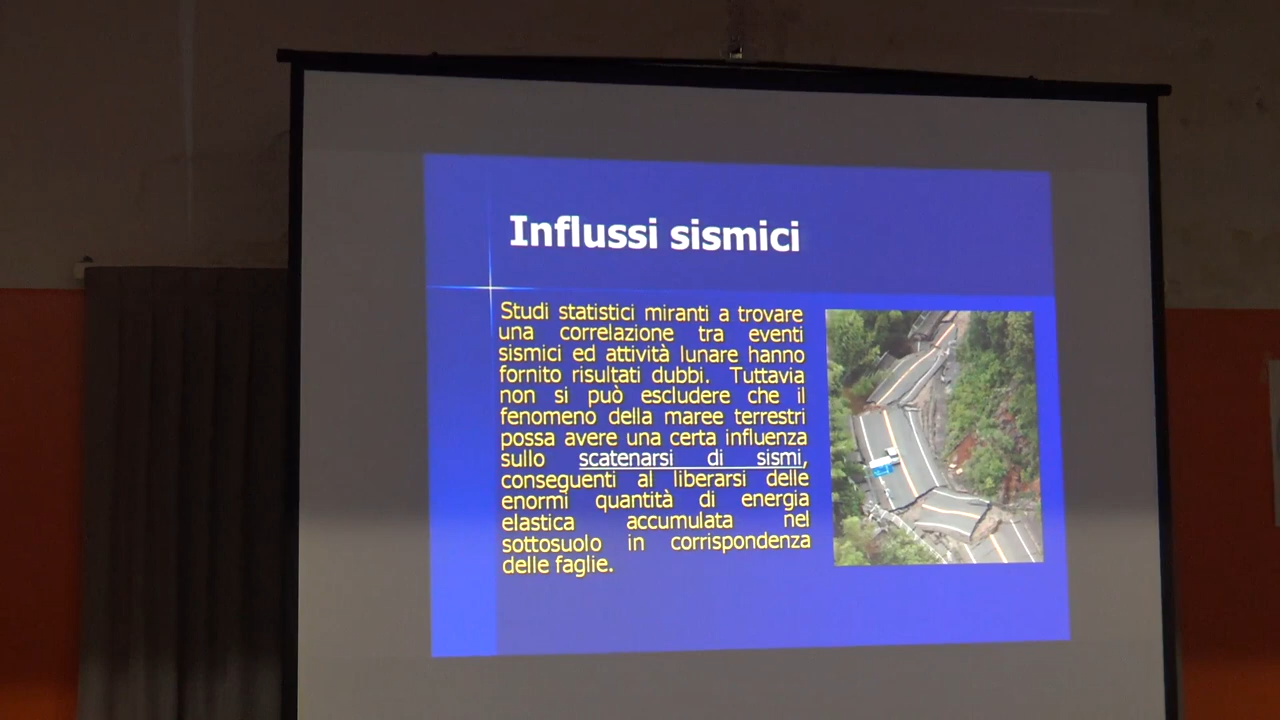 Influssi sismici
Studi statistici miranti a trovare
una correlazione tra eventi
sismici ed attività lunare hanno
fornito risultati dubbi. Tuttavia
non si può escludere che il
fenomeno della maree terrestri
possa avere una certa influenza
sullo scatenarsi di sismi,
conseguenti al liberarsi delle
enormi quantità di energia
elastica accumulata nel
sottosuolo in corrispondenza
delle faglie.